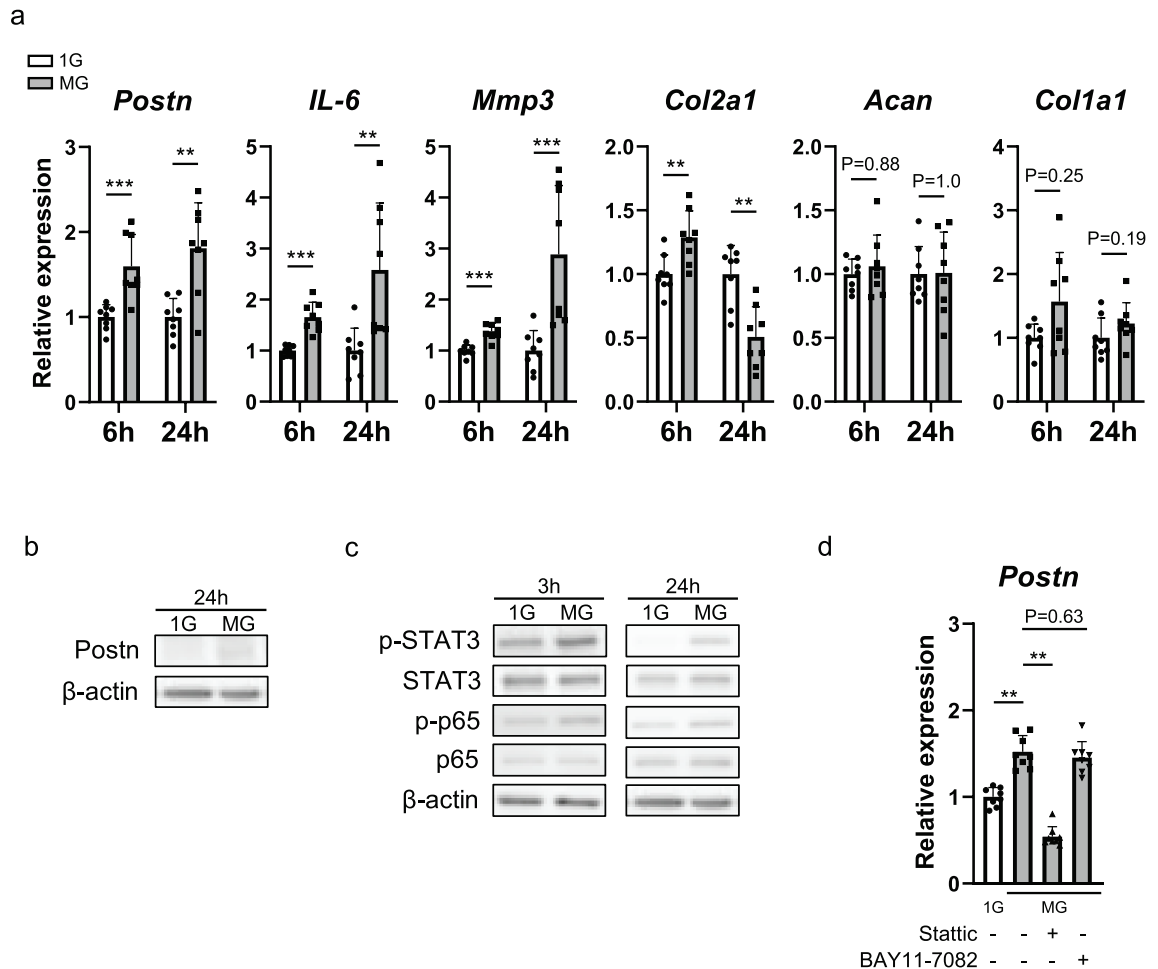 a
1G
MG
Postn
IL-6
Mmp3
Col2a1
Acan
Col1a1
Relative expression
3
2
1
0
*** **
6h 24h
5
4
3
2
1
0
*** **
6h 24h
5
4
3
2
1
0
*** ***
6h 24h
2.0
1.5
1.0
0.5
0.0
** **
6h 24h
2.0
1.5
1.0
0.5
0.0
P=0.88
P=1.0
6h 24h
4
3
2
1
0
P=0.25
P=0.19
6h 24h
b
24h
1G MG
Postn
β-actin
c
3h 24h
1G MG 1G MG
p-STAT3
STAT3
p-p65
p65
β-actin
d
Postn
P=0.63
**
**
Relative expression
3
2
1
0
1G MG
Stattic - - + -
BAY11-7082 - - - +